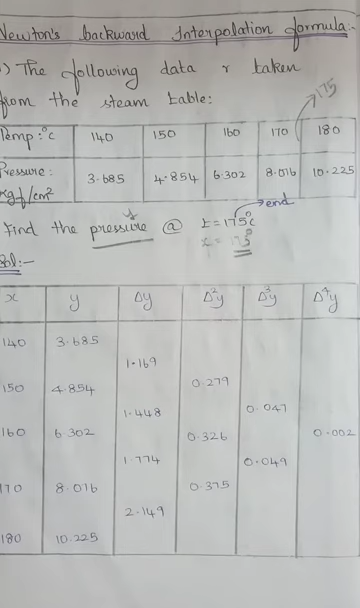 Newton's backward Interpolation formula:-
) The following data r taken
from the steam table:
175
Temp:°c 140 150 160 170 180
Pressure: kgf/cm² 3.685 4.854 6.302 8.016 10.225
→end
Find the pressure @ t=175°c
x = 175°
Sol:-
x y Δy Δ²y Δ³y Δ⁴y
140 3.685
1.169
150 4.854 0.279
1.448 0.047
160 6.302 0.326 0.002
1.774 0.049
170 8.016 0.375
2.149
180 10.225